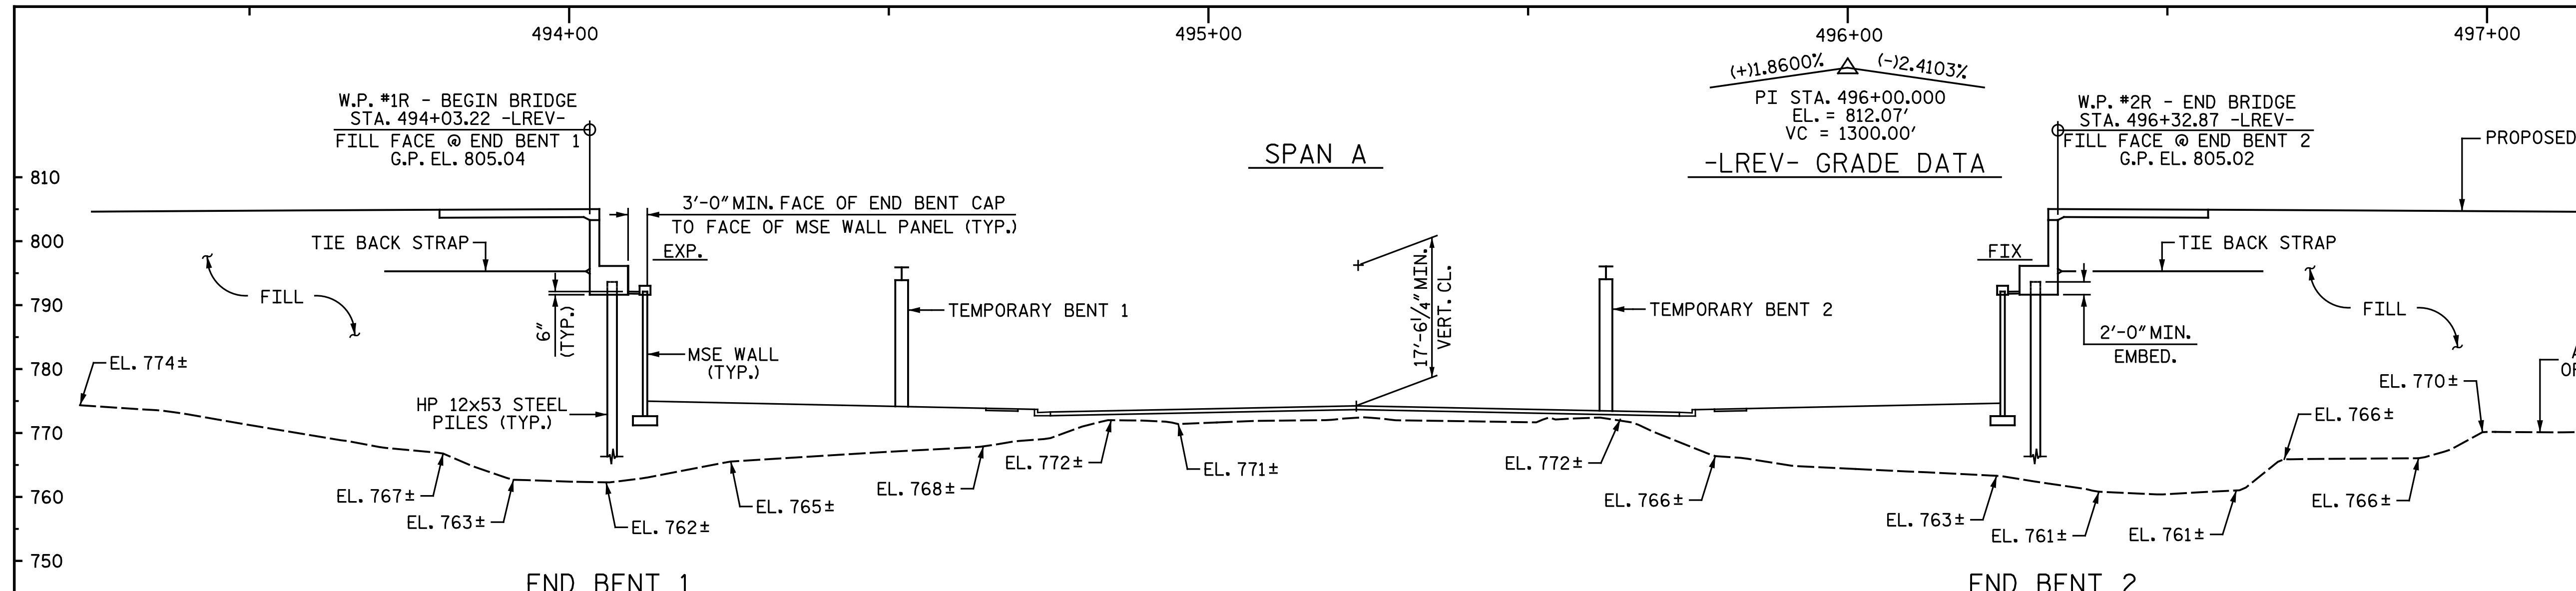 494+00
495+00
496+00
497+00
(+)1.8600%
(-)2.4103%
PI STA. 496+00.000
EL. = 812.07'
VC = 1300.00'
-LREV- GRADE DATA
W.P. #1R - BEGIN BRIDGE
STA. 494+03.22 -LREV-
FILL FACE @ END BENT 1
G.P. EL. 805.04
SPAN A
W.P. #2R - END BRIDGE
STA. 496+32.87 -LREV-
FILL FACE @ END BENT 2
G.P. EL. 805.02
PROPOSED
810
800
790
780
770
760
750
3'-0" MIN. FACE OF END BENT CAP
TO FACE OF MSE WALL PANEL (TYP.)
EXP.
TIE BACK STRAP
FILL
6"
(TYP.)
TEMPORARY BENT 1
MSE WALL
(TYP.)
HP 12x53 STEEL
PILES (TYP.)
17'-6 1/4" MIN.
VERT. CL.
TEMPORARY BENT 2
FIX
TIE BACK STRAP
FILL
2'-0" MIN.
EMBED.
A
OF
EL. 774±
EL. 767±
EL. 763±
EL. 762±
EL. 765±
EL. 768±
EL. 772±
EL. 771±
EL. 772±
EL. 766±
EL. 763±
EL. 761±
EL. 761±
EL. 766±
EL. 766±
EL. 770±
END BENT 1
END BENT 2